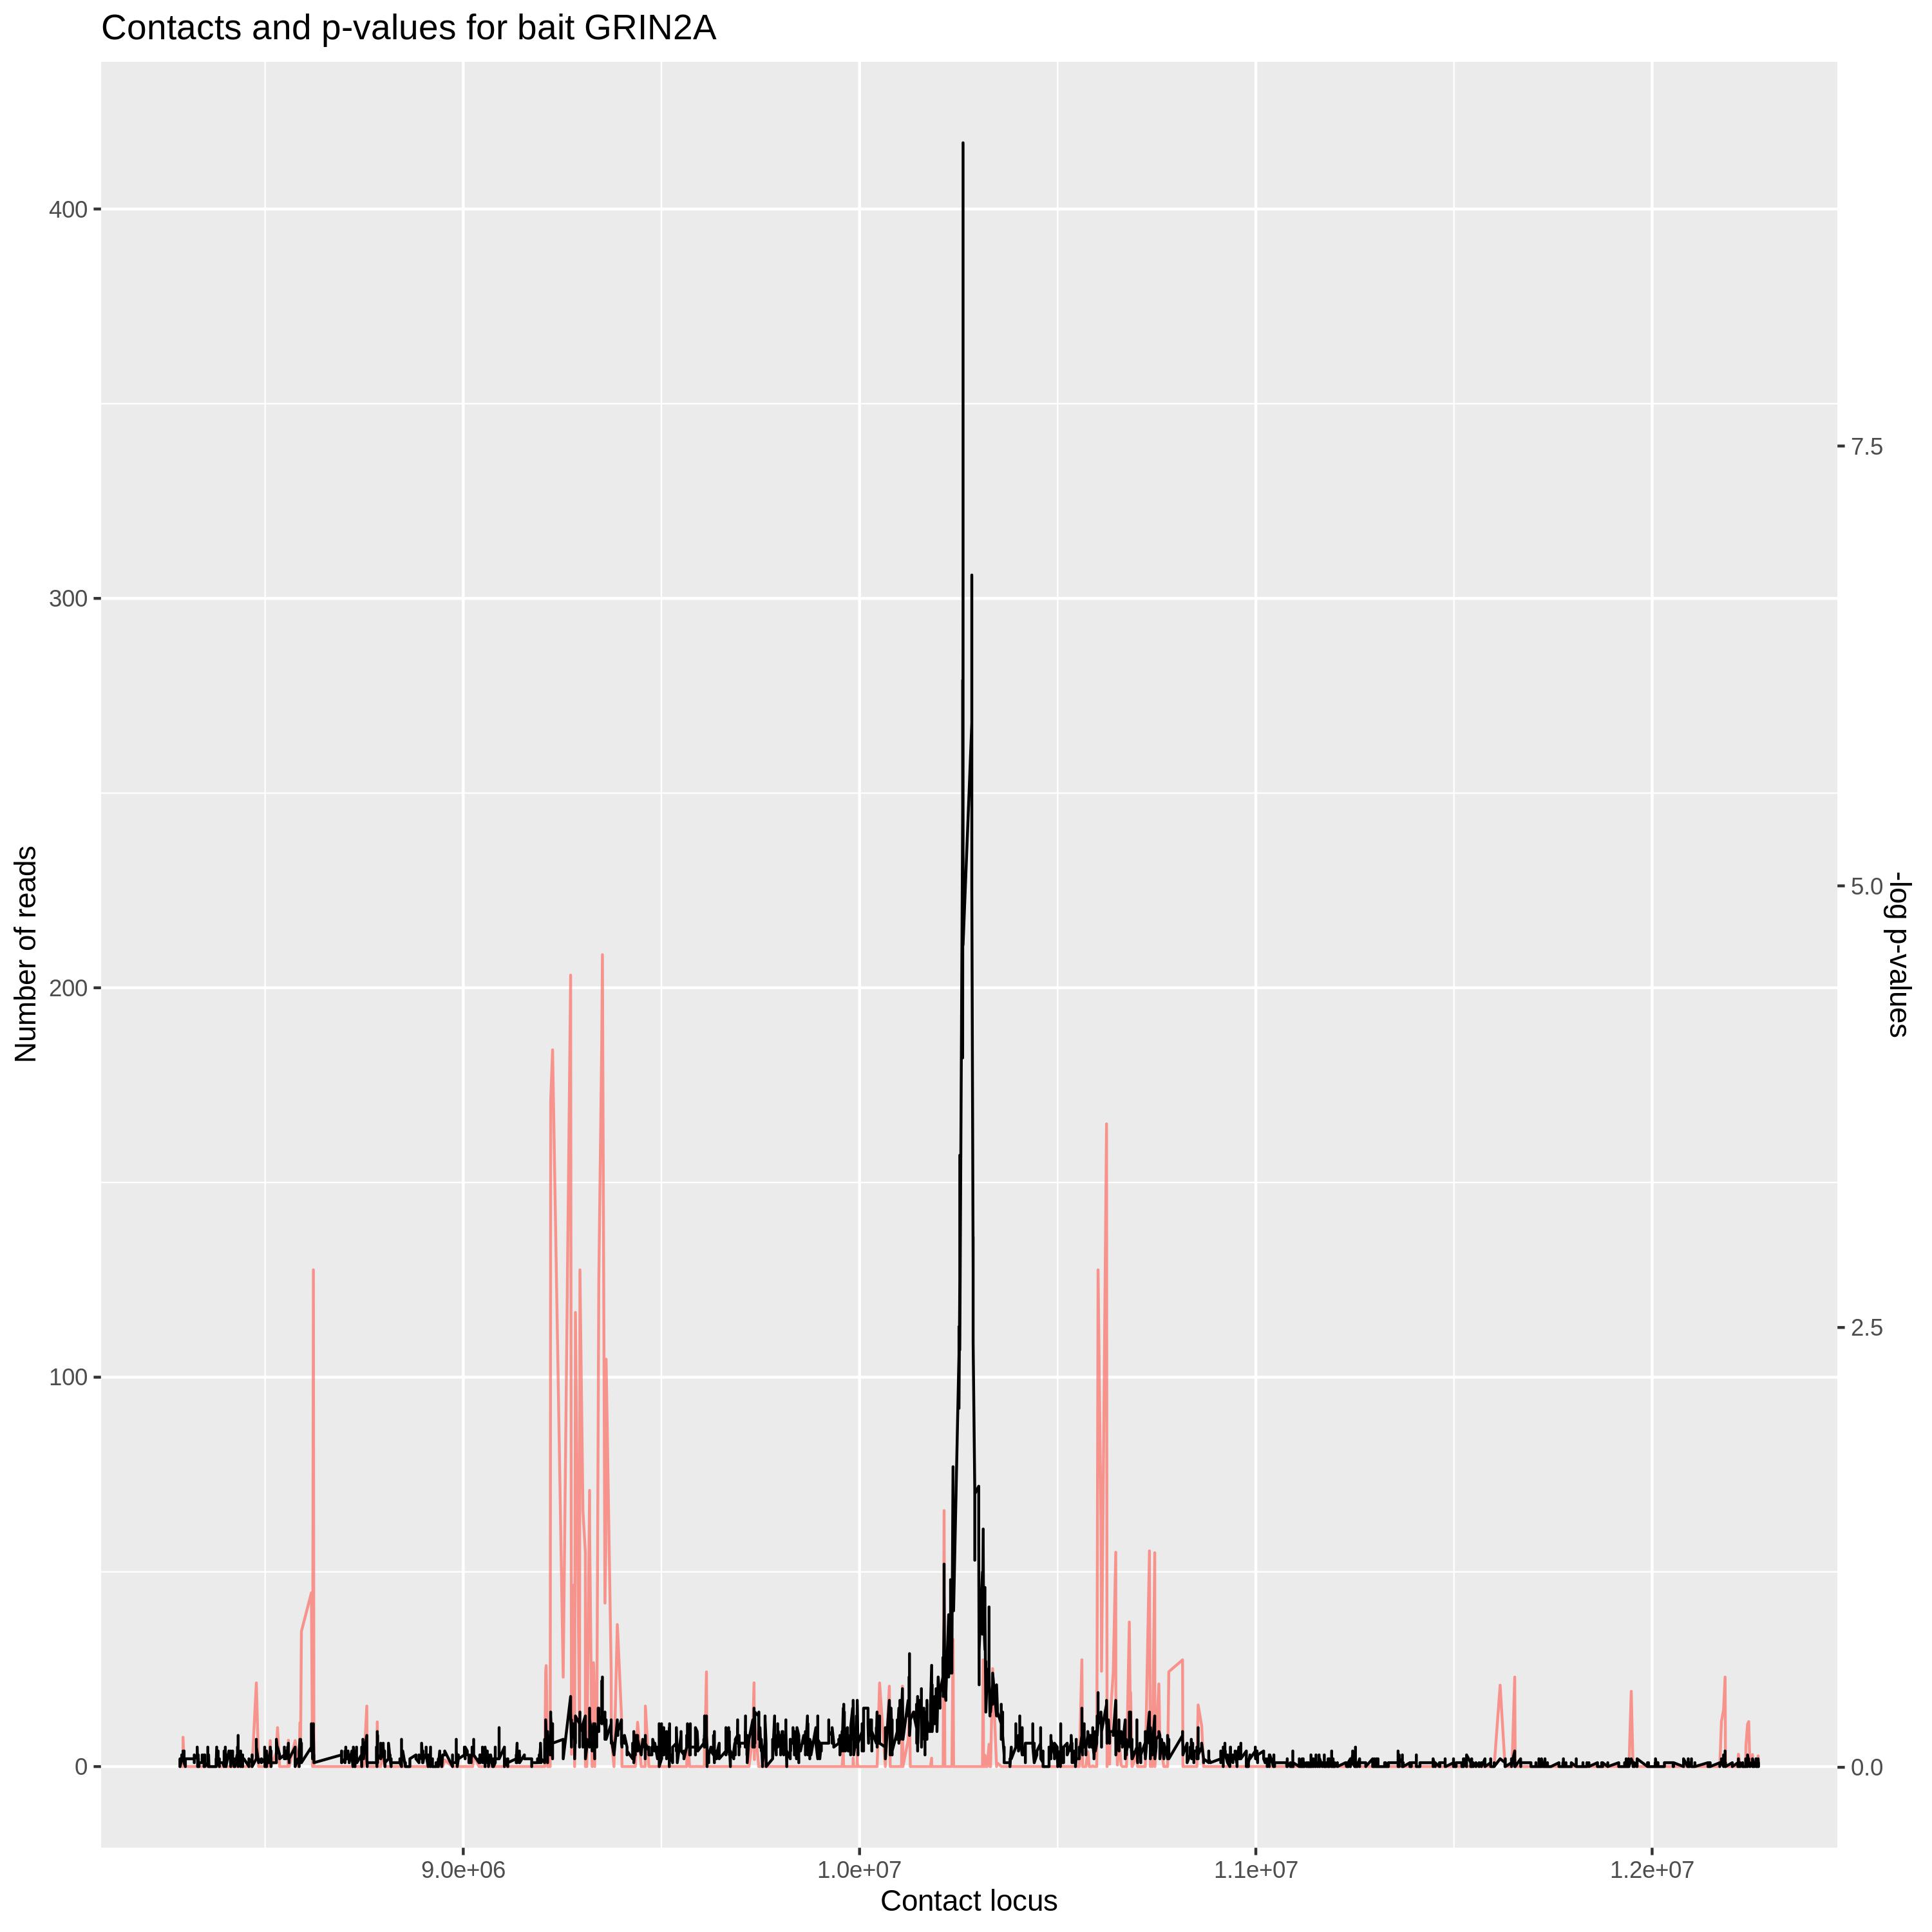 Contacts and p-values for bait GRIN2A
400
300
200
100
0
Number of reads
7.5
5.0
2.5
0.0
-log p-values
9.0e+06
1.0e+07
1.1e+07
1.2e+07
Contact locus